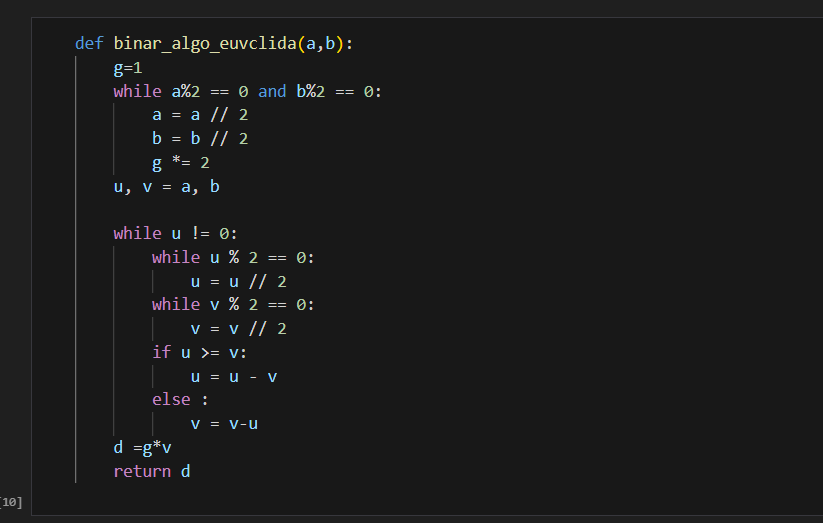 def binar_algo_euvclida(a,b):
    g=1
    while a%2 == 0 and b%2 == 0:
        a = a // 2
        b = b // 2
        g *= 2
    u, v = a, b

    while u != 0:
        while u % 2 == 0:
            u = u // 2
        while v % 2 == 0:
            v = v // 2
        if u >= v:
            u = u - v
        else :
            v = v-u
    d =g*v
    return d
[10]